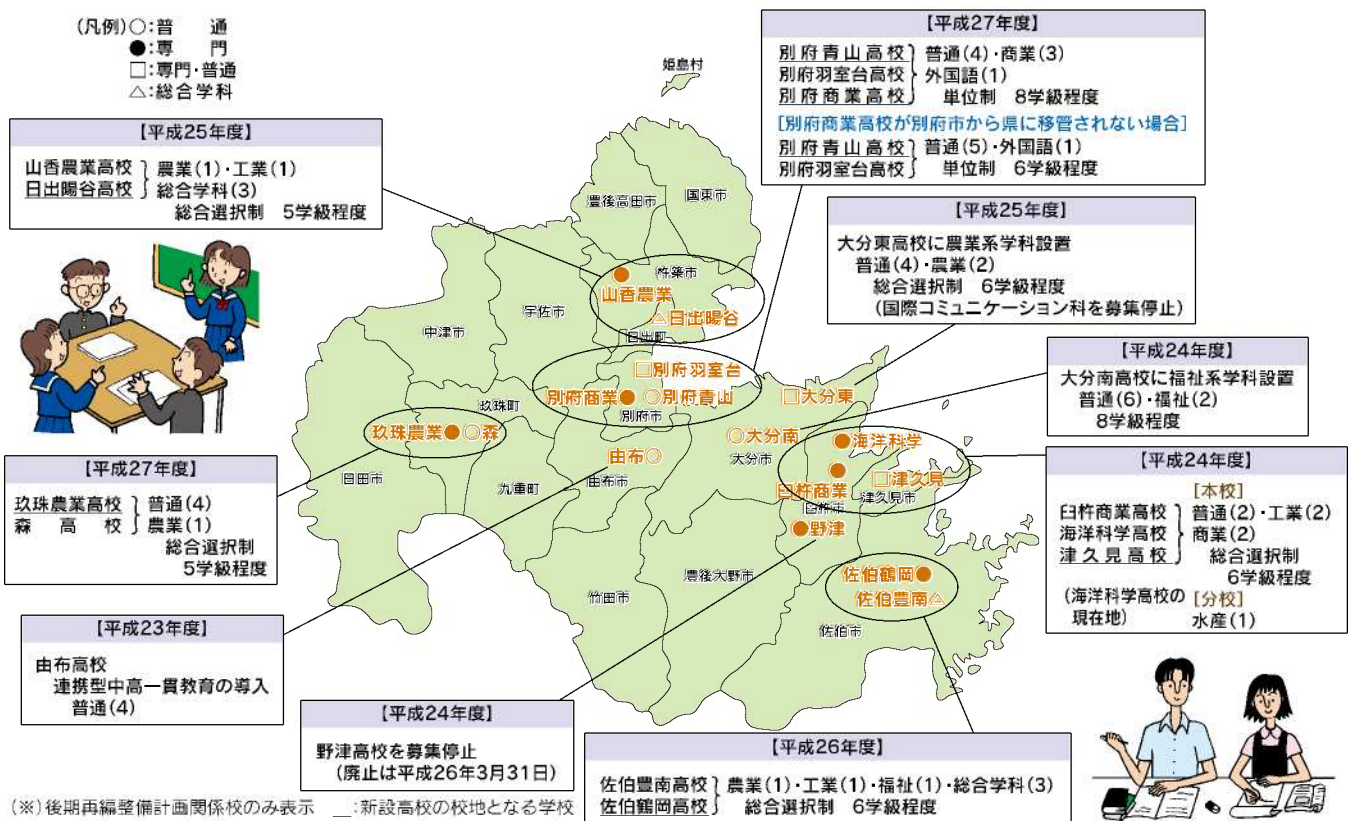 (凡例)○:普　通
●:専　門
□:専門・普通
△:総合学科
【平成25年度】
山香農業高校 農業(1)・工業(1)
日出暘谷高校 総合学科(3)
総合選択制　5学級程度
【平成27年度】
別府青山高校 普通(4)・商業(3)
別府羽室台高校 外国語(1)
別府商業高校 単位制　8学級程度
[別府商業高校が別府市から県に移管されない場合]
別府青山高校 普通(5)・外国語(1)
別府羽室台高校 単位制　6学級程度
【平成25年度】
大分東高校に農業系学科設置
普通(4)・農業(2)
総合選択制　6学級程度
(国際コミュニケーション科を募集停止)
【平成24年度】
大分南高校に福祉系学科設置
普通(6)・福祉(2)
8学級程度
【平成24年度】
[本校]
臼杵商業高校 普通(2)・工業(2)
海洋科学高校 商業(2)
津久見高校 総合選択制
6学級程度
(海洋科学高校の現在地) [分校]
水産(1)
【平成27年度】
玖珠農業高校 普通(4)
森高校 農業(1)
総合選択制
5学級程度
【平成23年度】
由布高校
連携型中高一貫教育の導入
普通(4)
【平成24年度】
野津高校を募集停止
(廃止は平成26年3月31日)
【平成26年度】
佐伯豊南高校 農業(1)・工業(1)・福祉(1)・総合学科(3)
佐伯鶴岡高校 総合選択制　6学級程度
姫島村
国東市
豊後高田市
杵築市
●
山香農業
△日出暘谷
日出町
宇佐市
中津市
□別府羽室台
別府商業● ○別府青山
別府市
□大分東
玖珠町
玖珠農業●○森
○大分南
大分市
●海洋科学
由布○
由布市
●
臼杵商業
□津久見
津久見市
臼杵市
日田市
九重町
●野津
豊後大野市
竹田市
佐伯鶴岡●
佐伯豊南△
佐伯市
(※)後期再編整備計画関係校のみ表示　__:新設高校の校地となる学校